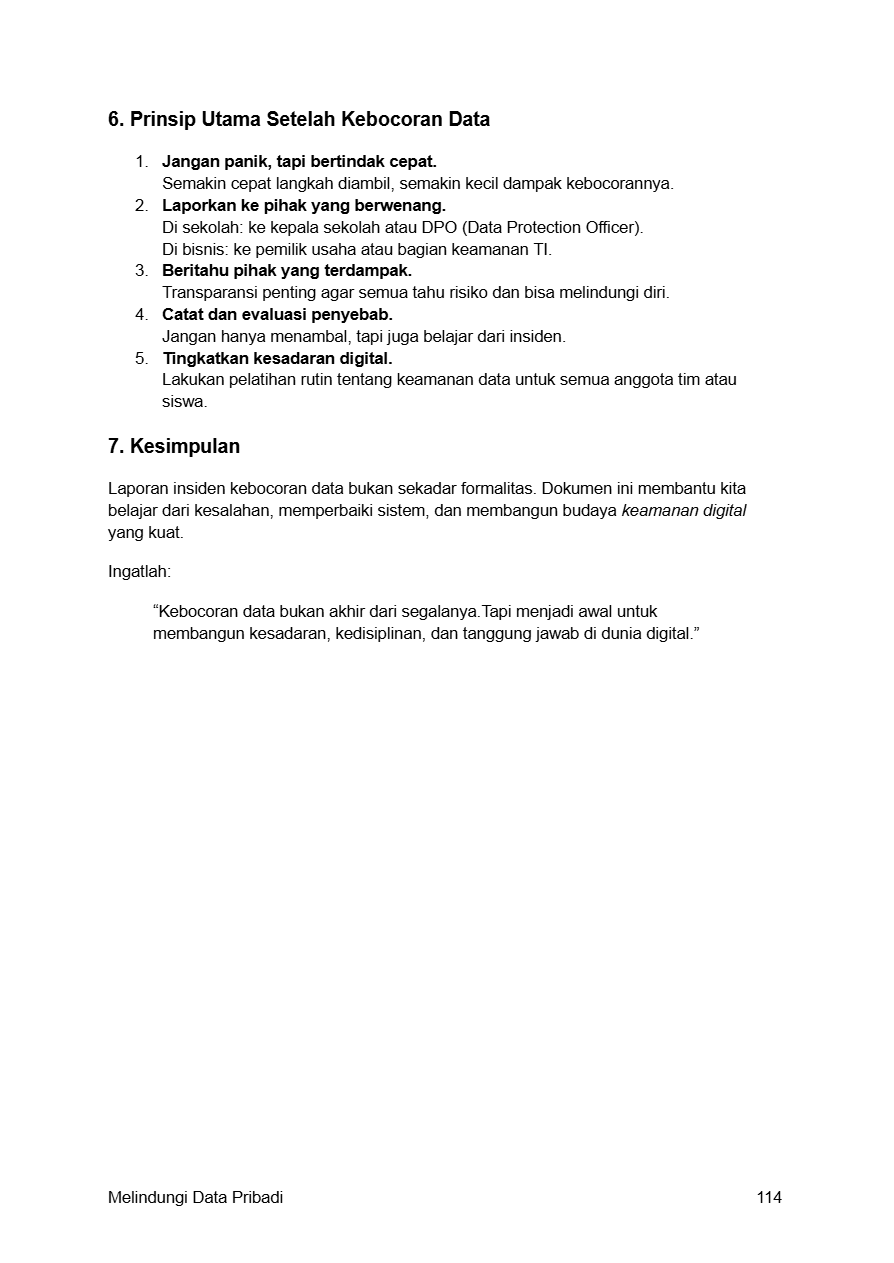 6. Prinsip Utama Setelah Kebocoran Data
1. Jangan panik, tapi bertindak cepat.
Semakin cepat langkah diambil, semakin kecil dampak kebocorannya.
2. Laporkan ke pihak yang berwenang.
Di sekolah: ke kepala sekolah atau DPO (Data Protection Officer).
Di bisnis: ke pemilik usaha atau bagian keamanan TI.
3. Beritahu pihak yang terdampak.
Transparansi penting agar semua tahu risiko dan bisa melindungi diri.
4. Catat dan evaluasi penyebab.
Jangan hanya menambal, tapi juga belajar dari insiden.
5. Tingkatkan kesadaran digital.
Lakukan pelatihan rutin tentang keamanan data untuk semua anggota tim atau
siswa.
7. Kesimpulan
Laporan insiden kebocoran data bukan sekadar formalitas. Dokumen ini membantu kita
belajar dari kesalahan, memperbaiki sistem, dan membangun budaya keamanan digital
yang kuat.
Ingatlah:
“Kebocoran data bukan akhir dari segalanya.Tapi menjadi awal untuk
membangun kesadaran, kedisiplinan, dan tanggung jawab di dunia digital.”
Melindungi Data Pribadi 114